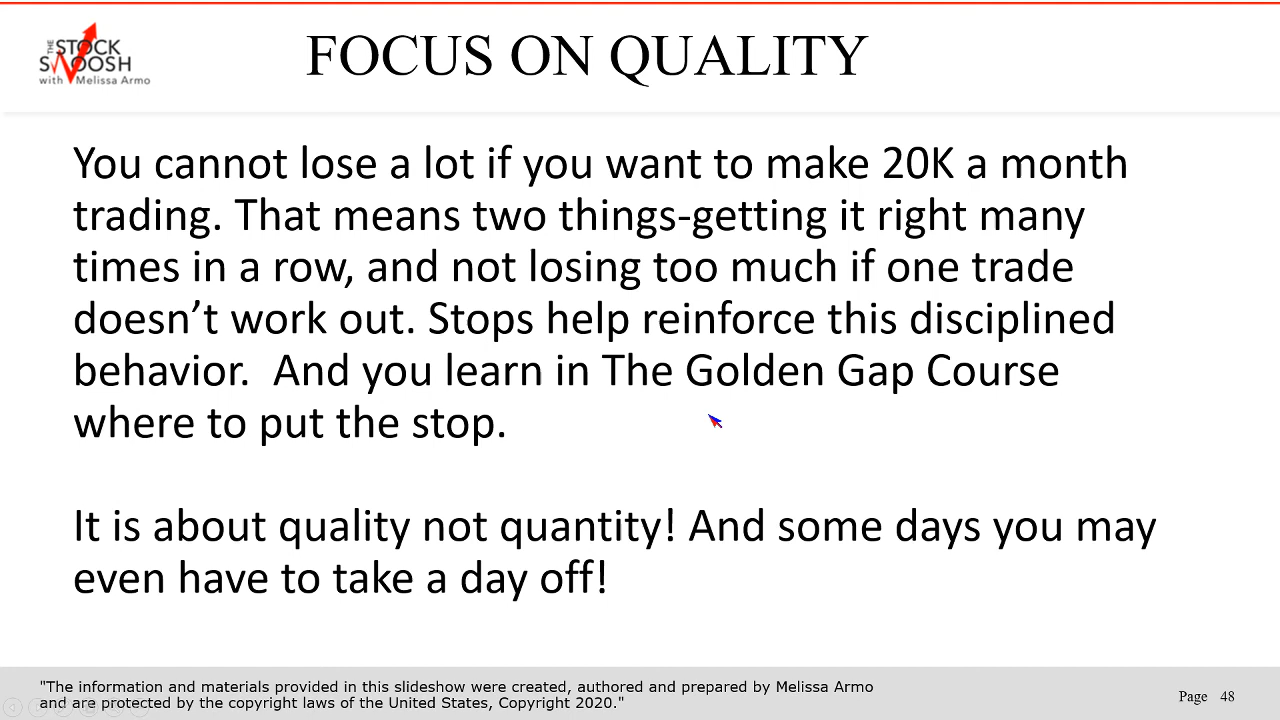 THE STOCK
SWOOSH
with Melissa Armo
FOCUS ON QUALITY
You cannot lose a lot if you want to make 20K a month
trading. That means two things-getting it right many
times in a row, and not losing too much if one trade
doesn’t work out. Stops help reinforce this disciplined
behavior.  And you learn in The Golden Gap Course
where to put the stop.
It is about quality not quantity! And some days you may
even have to take a day off!
"The information and materials provided in this slideshow were created, authored and prepared by Melissa Armo
and are protected by the copyright laws of the United States, Copyright 2020."
Page 48